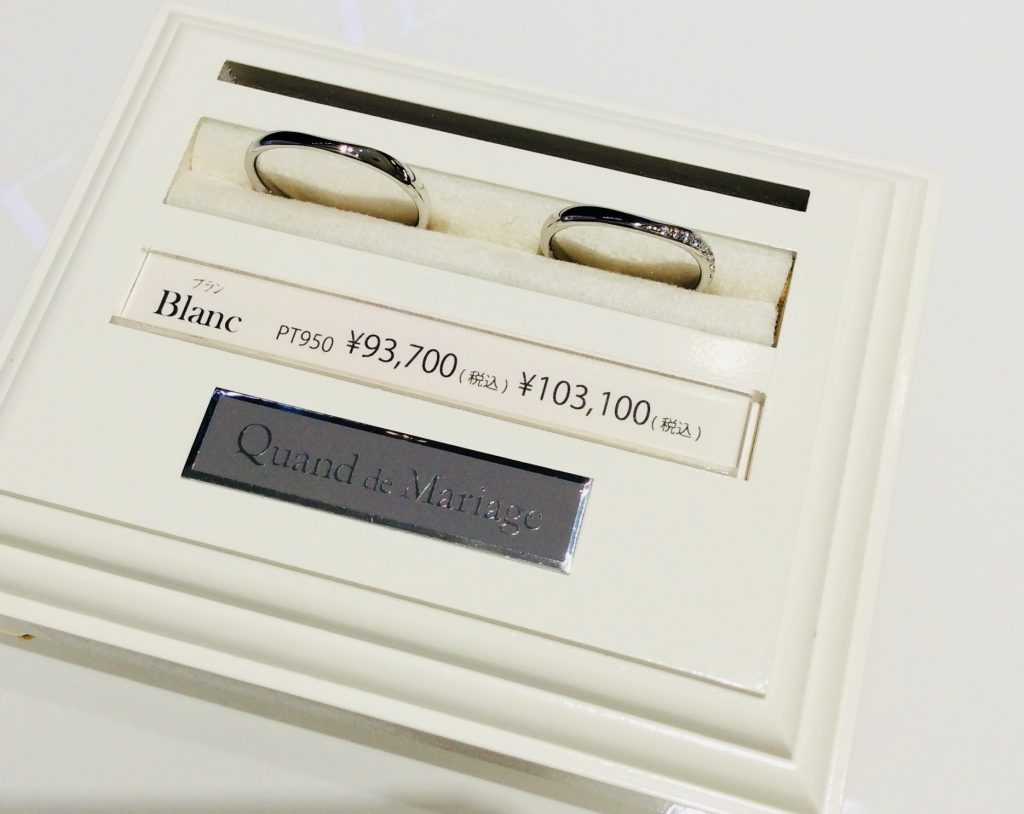 ブラン
Blanc PT950 ¥93,700(税込) ¥103,100(税込)
Quand de Mariage